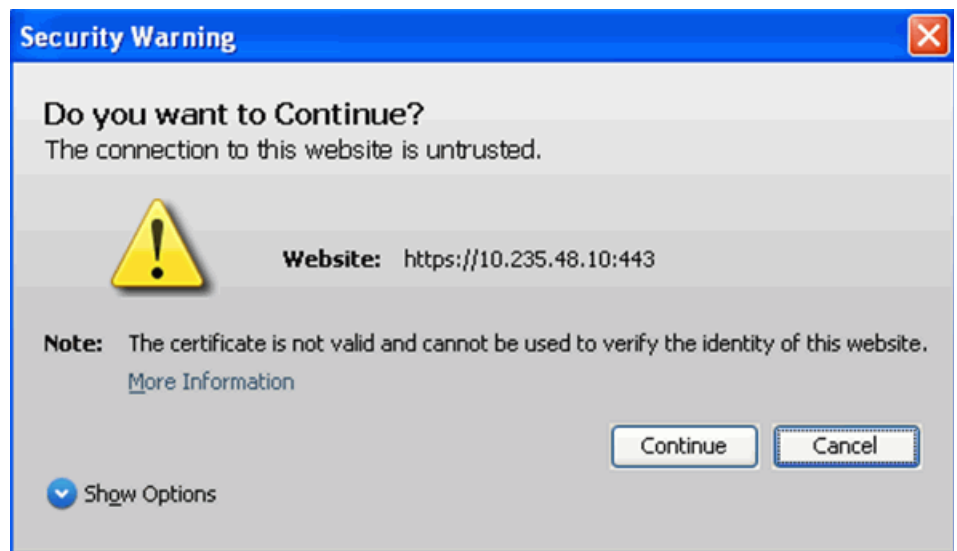 Security Warning
Do you want to Continue?
The connection to this website is untrusted.
Website: https://10.235.48.10:443
Note: The certificate is not valid and cannot be used to verify the identity of this website.
More Information
Continue Cancel
Show Options